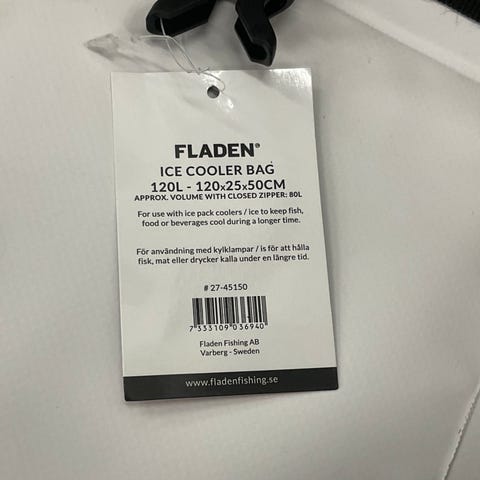 FLADEN®
ICE COOLER BAG
120L - 120x25x50CM
APPROX. VOLUME WITH CLOSED ZIPPER: 80L
For use with ice pack coolers / ice to keep fish,
food or beverages cool during a longer time.
För användning med kylklampar / is för att hålla
fisk, mat eller drycker kalla under en längre tid.
# 27-45150
7 333109 036940
Fladen Fishing AB
Varberg - Sweden
www.fladenfishing.se